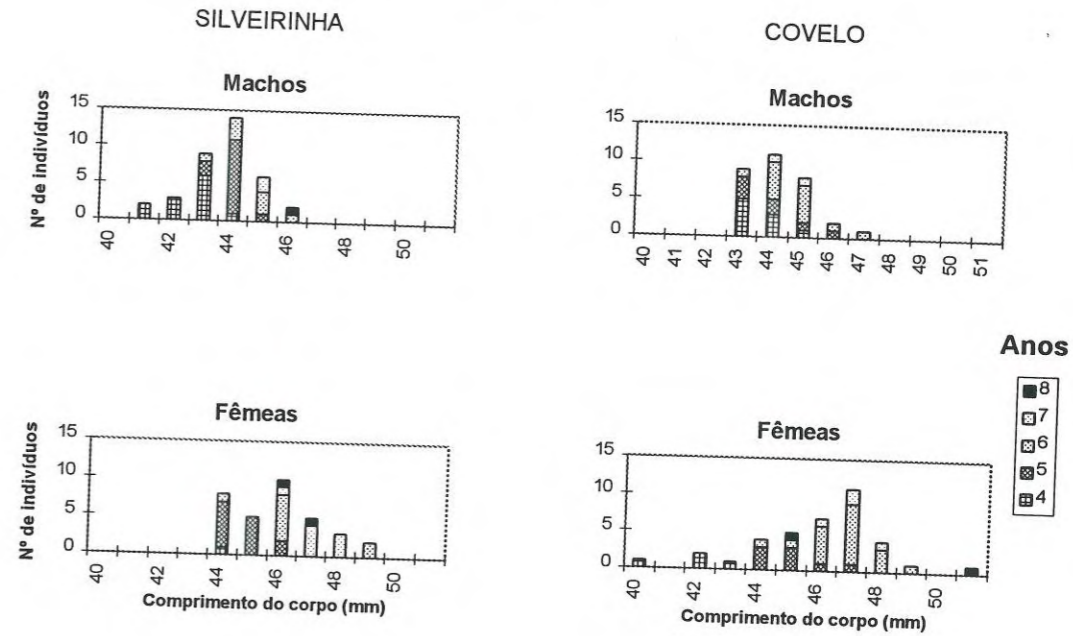 SILVEIRINHA
Machos
Nº de indivíduos
15
10
5
0
40 42 44 46 48 50
COVELO
Machos
15
10
5
0
40 41 42 43 44 45 46 47 48 49 50 51
Fêmeas
Nº de indivíduos
15
10
5
0
40 42 44 46 48 50
Comprimento do corpo (mm)
Fêmeas
15
10
5
0
40 42 44 46 48 50
Comprimento do corpo (mm)
Anos
8
7
6
5
4